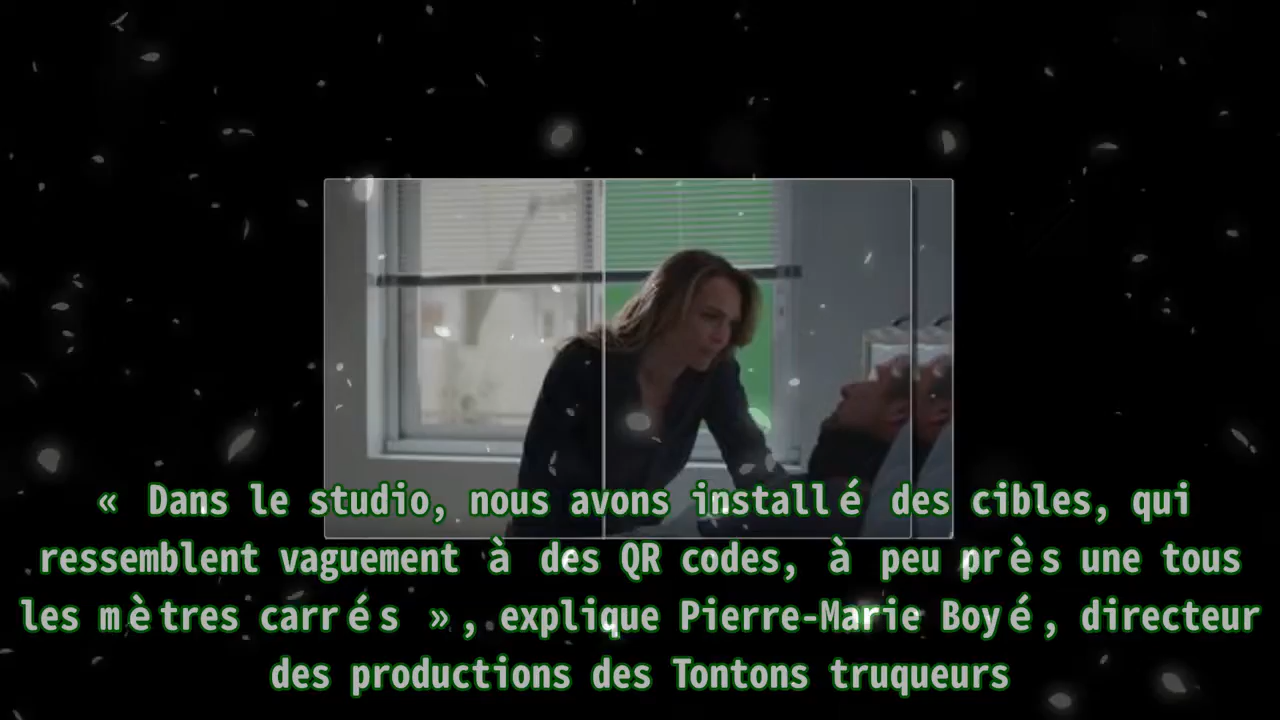 « Dans le studio, nous avons installé des cibles, qui
ressemblent vaguement à des QR codes, à peu près une tous
les mètres carrés », explique Pierre-Marie Boyé, directeur
des productions des Tontons truqueurs